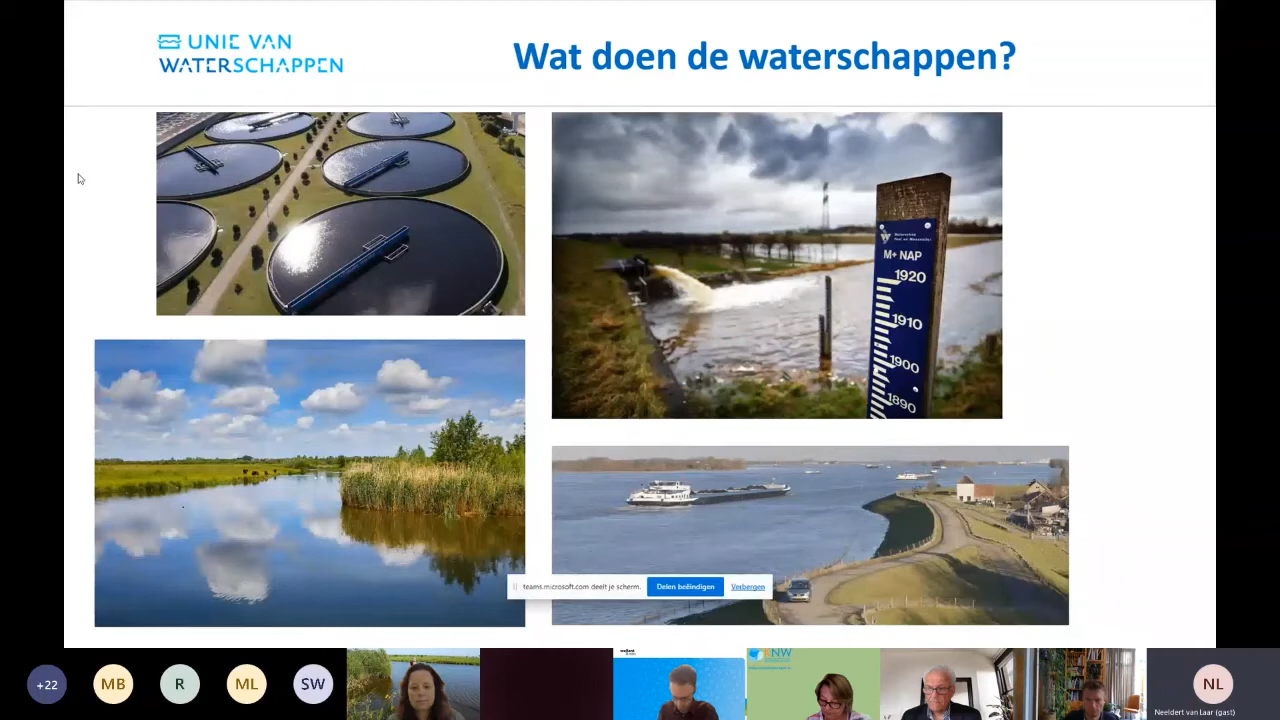 UNIE VAN
WATERSCHAPPEN
Wat doen de waterschappen?
M+ NAP
1920
1910
1900
1890
teams.microsoft.com deelt je scherm.
Delen beëindigen
Verbergen
+22
MB
R
ML
SW
KNW
NL
Neeldert van Laar (gast)